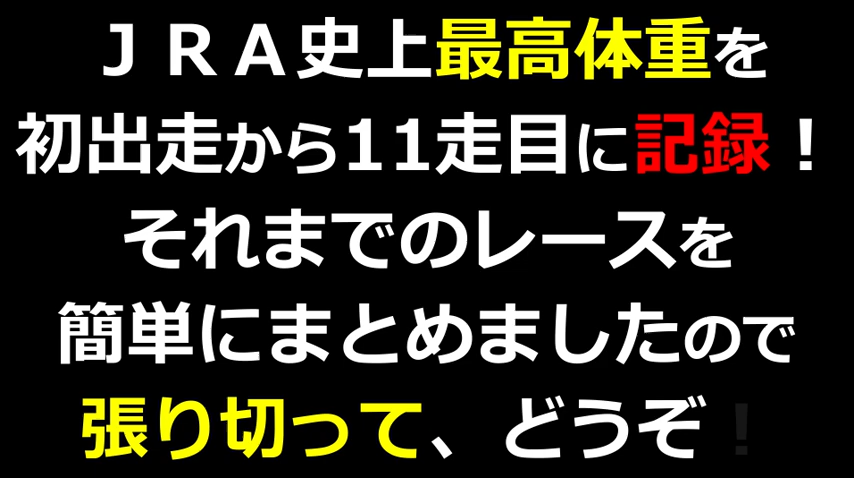 ＪＲＡ史上最高体重を
初出走から11走目に記録！
それまでのレースを
簡単にまとめましたので
張り切って、どうぞ！